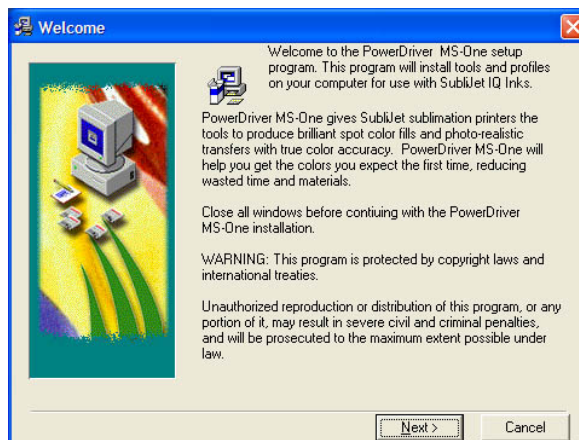 Welcome
Welcome to the PowerDriver MS-One setup
program. This program will install tools and profiles
on your computer for use with SubliJet IQ Inks.
PowerDriver MS-One gives SubliJet sublimation printers the
tools to produce brilliant spot color fills and photo-realistic
transfers with true color accuracy. PowerDriver MS-One will
help you get the colors you expect the first time, reducing
wasted time and materials.
Close all windows before contiuing with the PowerDriver
MS-One installation.
WARNING: This program is protected by copyright laws and
international treaties.
Unauthorized reproduction or distribution of this program, or any
portion of it, may result in severe civil and criminal penalties,
and will be prosecuted to the maximum extent possible under
law.
Next >
Cancel